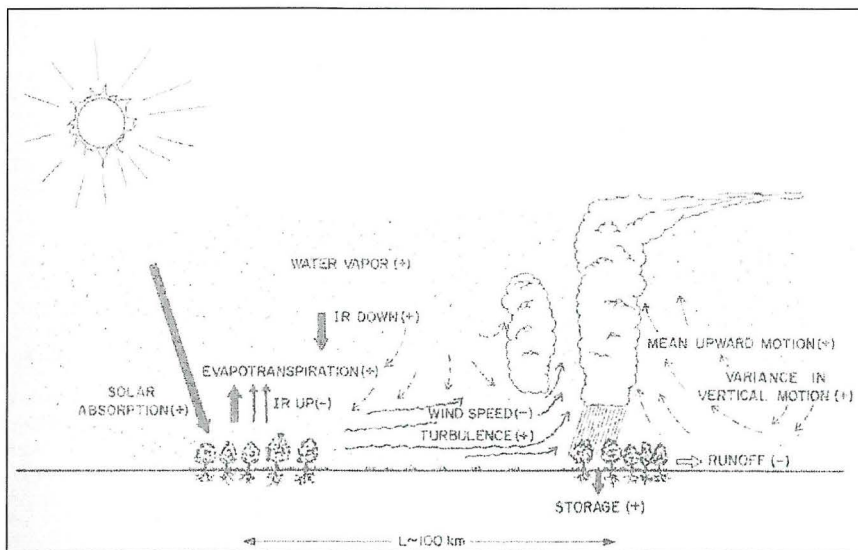 WATER VAPOR (+)
IR DOWN (+)
MEAN UPWARD MOTION (+)
EVAPOTRANSPIRATION (+)
SOLAR
ABSORPTION (+)
IR UP (-)
VARIANCE IN
VERTICAL MOTION (+)
WIND SPEED (-)
TURBULENCE (+)
RUNOFF (-)
STORAGE (+)
L~100 km